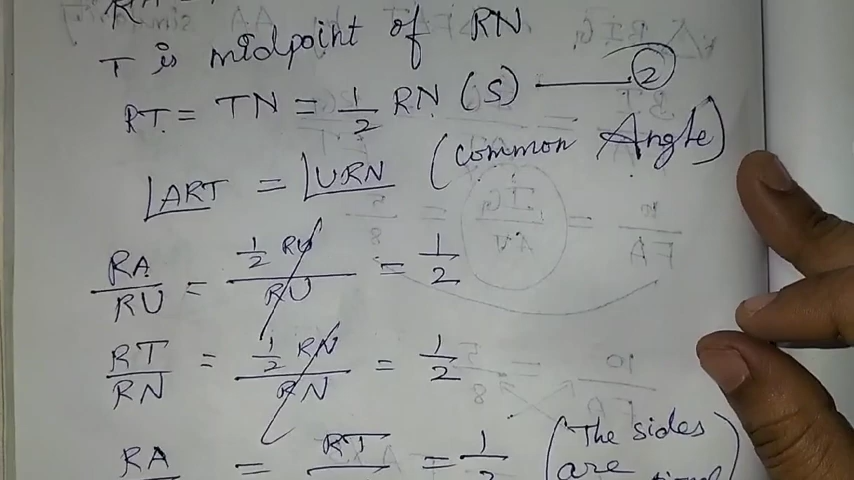 T is midpoint of RN
RT = TN = 1/2 RN (S) ——— ②
∠ART = ∠URN (common Angle)
RA/RU = 1/2 RU / RU = 1/2
RT/RN = 1/2 RN / RN = 1/2
RA = RT = 1/2 (The sides
are